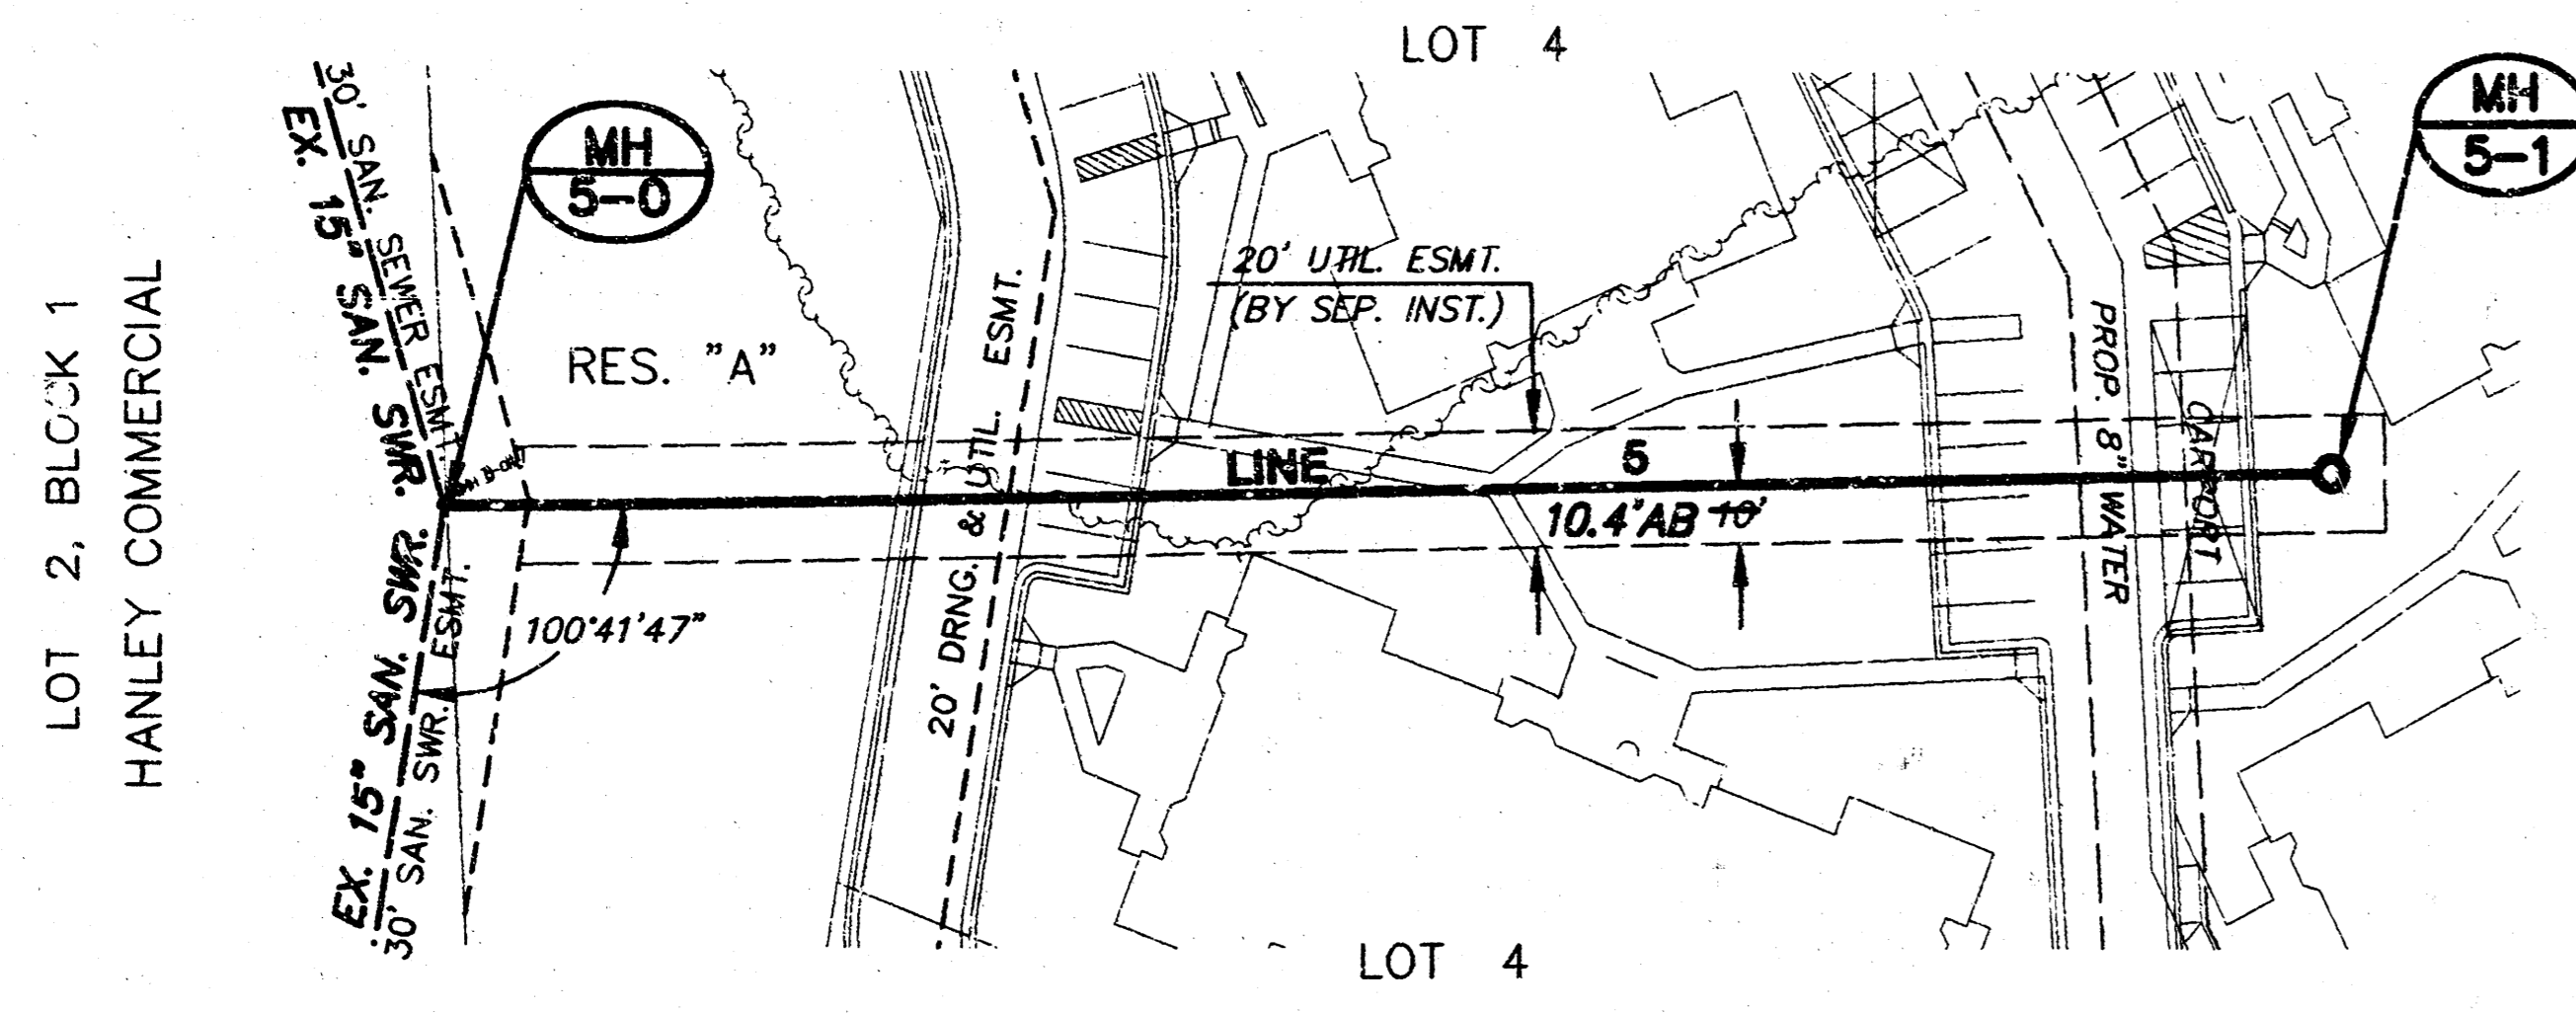 LOT 4
MH
5-0
MH
5-1
30' SAN. SEWER ESMT.
EX. 15" SAN. SWR.
LOT 2, BLOCK 1
HANLEY COMMERCIAL
RES. "A"
20' UTIL. ESMT.
(BY SEP. INST.)
20' DRNG. & UTIL. ESMT.
PROP. 8" WATER
CARPORT
LINE 5
10.4'AB 10'
100°41'47"
EX. 15" SAN. SWR.
30' SAN. SWR. ESMT.
LOT 4